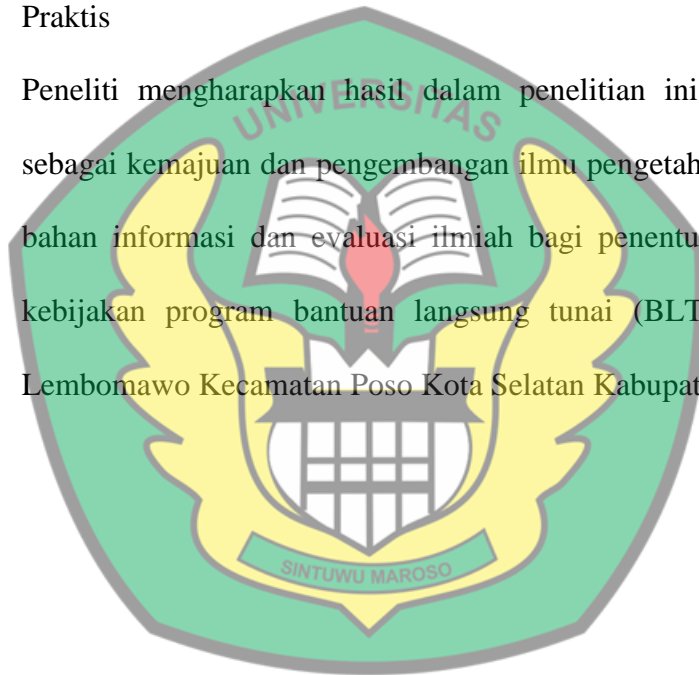 Praktis
Peneliti mengharapkan hasil dalam penelitian ini
UNIVERSITAS
sebagai kemajuan dan pengembangan ilmu pengetah
bahan informasi dan evaluasi ilmiah bagi penentu
kebijakan program bantuan langsung tunai (BLT
Lembomawo Kecamatan Poso Kota Selatan Kabupat
SINTUWU MAROSO